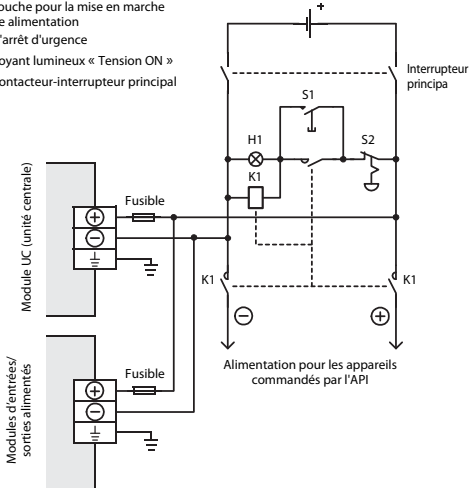 ouche pour la mise en marche
e alimentation
'arrêt d'urgence
oyant lumineux « Tension ON »
ontacteur-interrupteur principal
+
Interrupteur
principa
S1
H1
S2
K1
Fusible
Module UC (unité centrale)
K1
K1
Fusible
Alimentation pour les appareils
commandés par l'API
Modules d'entrées/
sorties alimentés